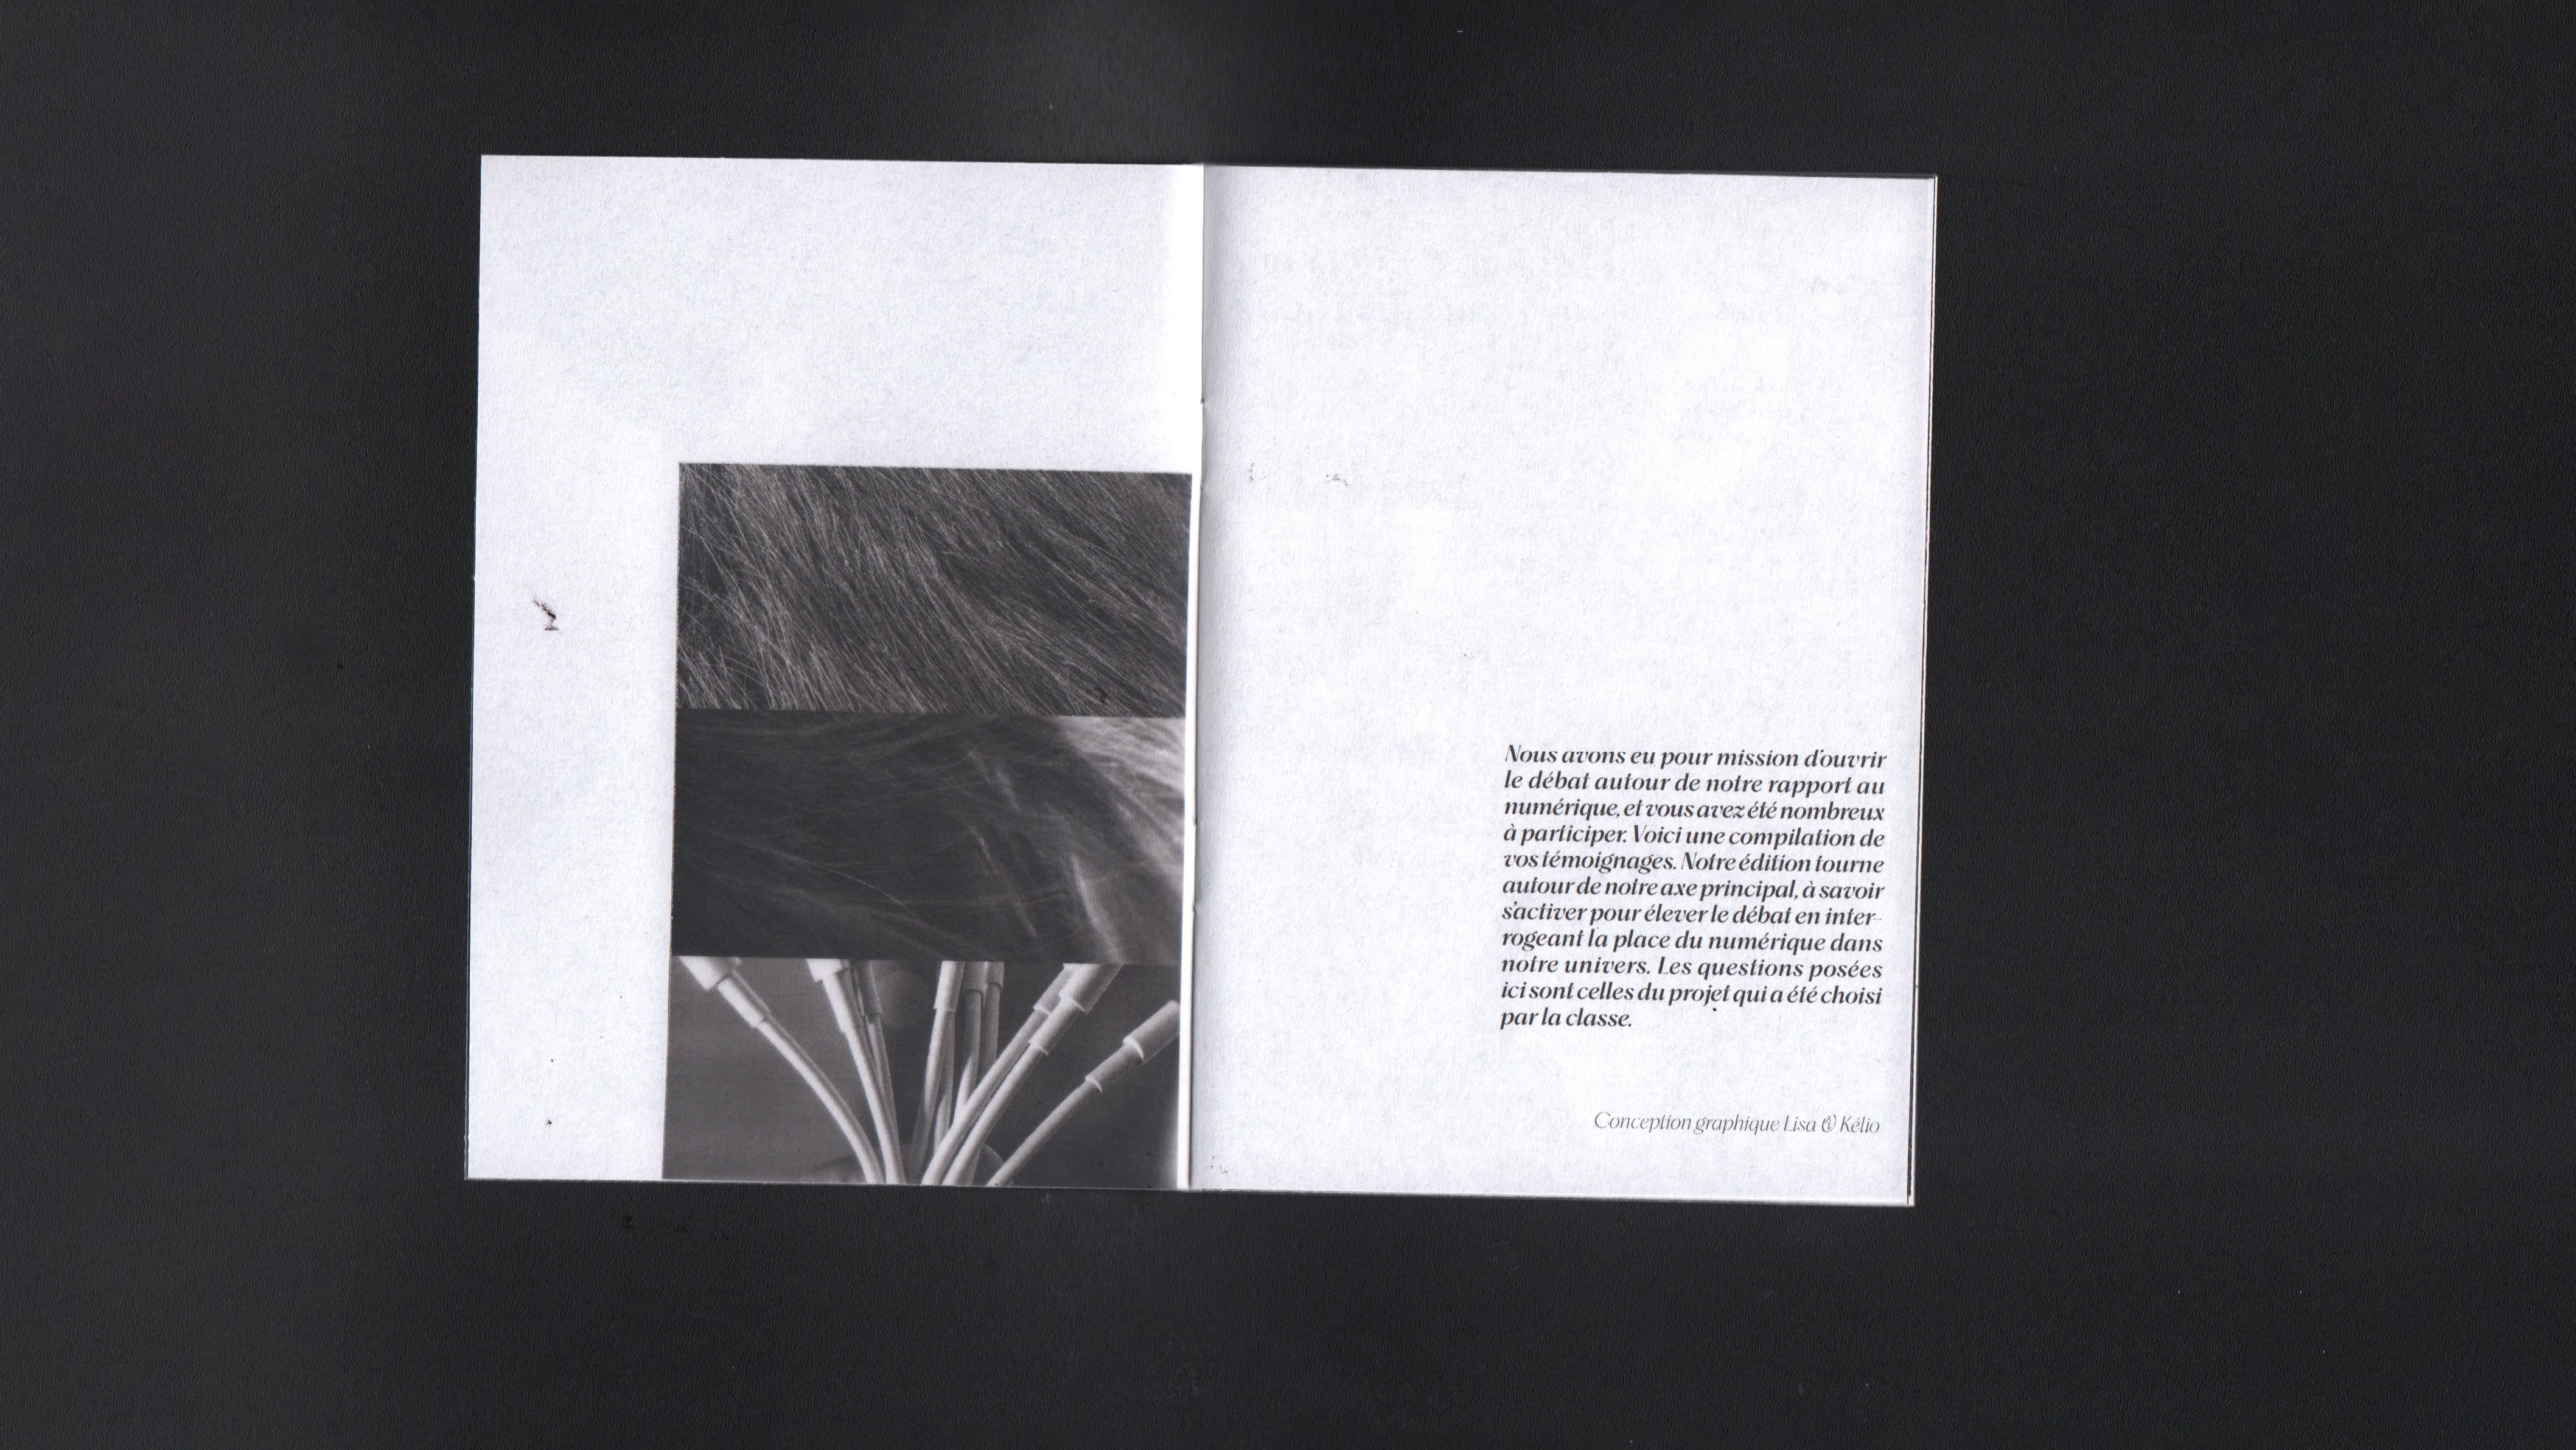 Nous avons eu pour mission d'ouvrir
le débat autour de notre rapport au
numérique, et vous avez été nombreux
à participer. Voici une compilation de
vos témoignages. Notre édition tourne
autour de notre axe principal, à savoir
s'activer pour élever le débat en inter-
rogeant la place du numérique dans
notre univers. Les questions posées
ici sont celles du projet qui a été choisi
par la classe.
Conception graphique Lisa & Kélio